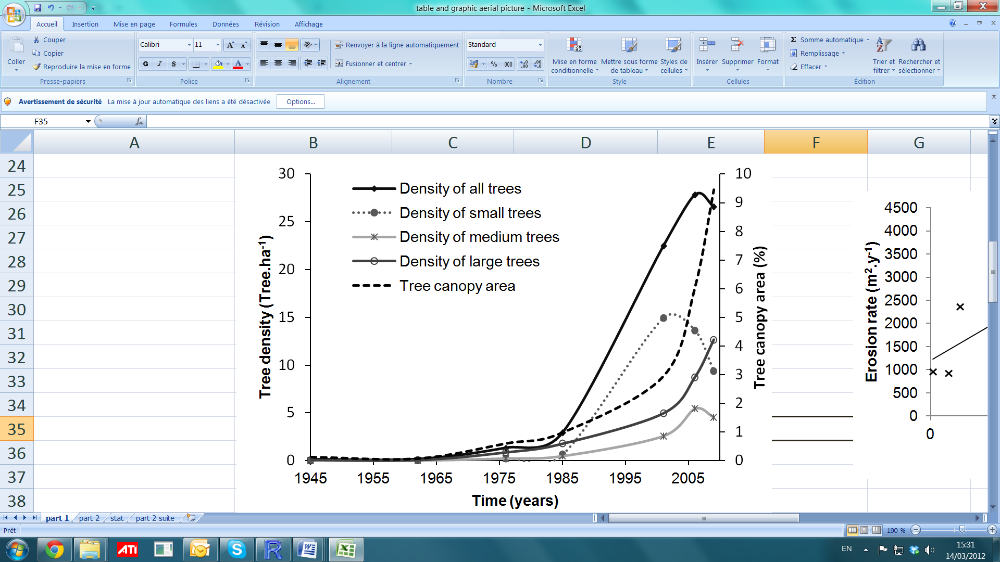 table and graphic aerial picture - Microsoft Excel
Accueil Insertion Mise en page Formules Données Révision Affichage
Coller
Couper
Copier
Reproduire la mise en forme
Presse-papiers
Calibri 11
G I S
Police
Renvoyer à la ligne automatiquement
Fusionner et centrer
Alignement
Standard
% 000
Nombre
Mise en forme conditionnelle
Mettre sous forme de tableau
Styles de cellules
Style
Insérer Supprimer Format
Cellules
Σ Somme automatique
Remplissage
Effacer
Trier et filtrer
Rechercher et sélectionner
Édition
Avertissement de sécurité La mise à jour automatique des liens a été désactivée Options...
F35 fx
A B C D E F G
24
25
26
27
28
29
30
31
32
33
34
35
36
37
38
Tree density (Tree.ha-1)
30
25
20
15
10
5
0
Density of all trees
Density of small trees
Density of medium trees
Density of large trees
Tree canopy area
10
9
8
7
6
5
4
3
2
1
0
Tree canopy area (%)
1945 1955 1965 1975 1985 1995 2005
Time (years)
Erosion rate (m2.y-1)
4500
4000
3500
3000
2500
2000
1500
1000
500
0
0
part 1 part 2 stat part 2 suite
Prêt
190 %
ATI
EN
15:31
14/03/2012